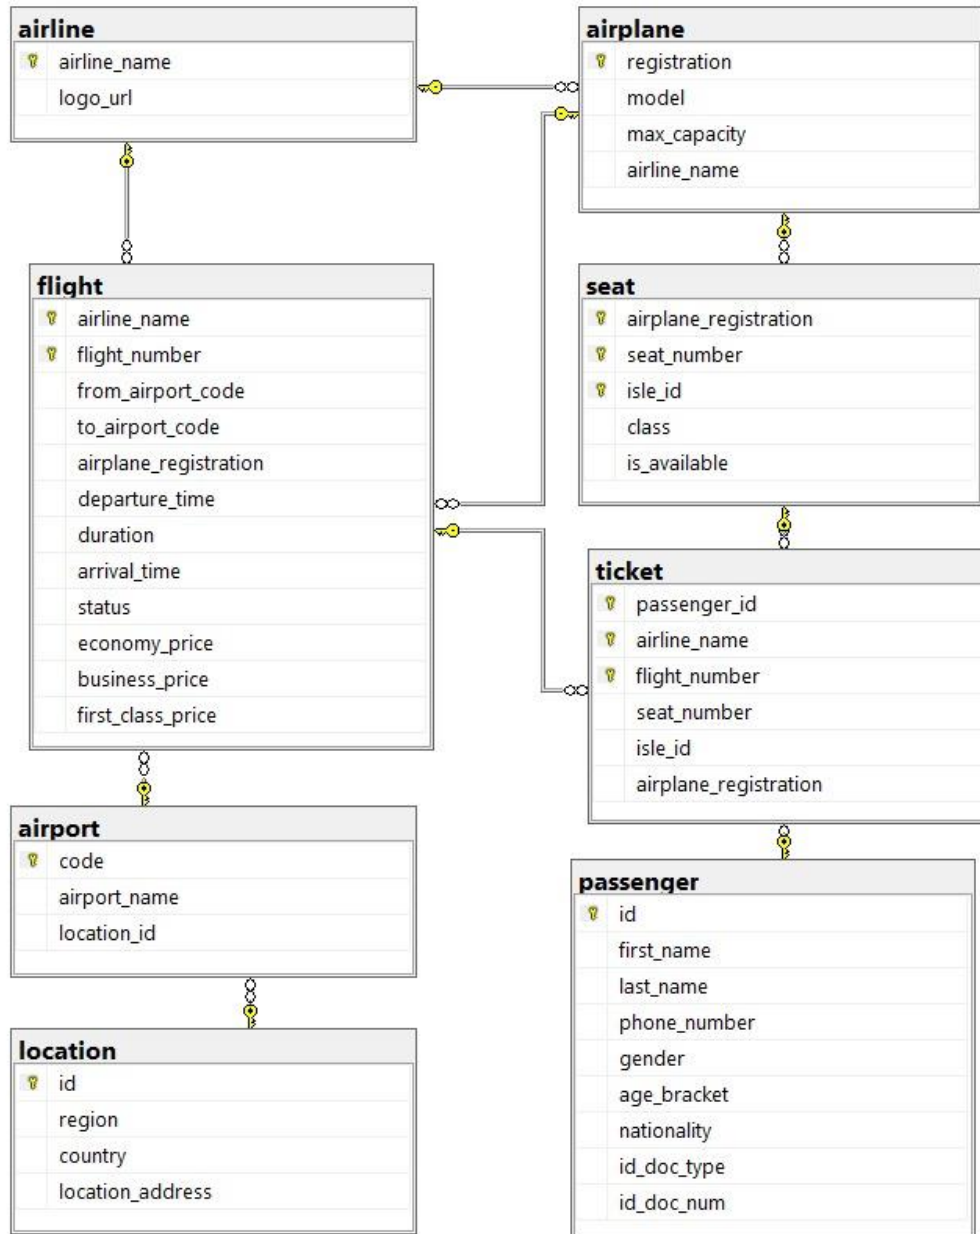 airline
airline_name
logo_url
airplane
registration
model
max_capacity
airline_name
flight
airline_name
flight_number
from_airport_code
to_airport_code
airplane_registration
departure_time
duration
arrival_time
status
economy_price
business_price
first_class_price
seat
airplane_registration
seat_number
isle_id
class
is_available
ticket
passenger_id
airline_name
flight_number
seat_number
isle_id
airplane_registration
airport
code
airport_name
location_id
passenger
id
first_name
last_name
phone_number
gender
age_bracket
nationality
id_doc_type
id_doc_num
location
id
region
country
location_address